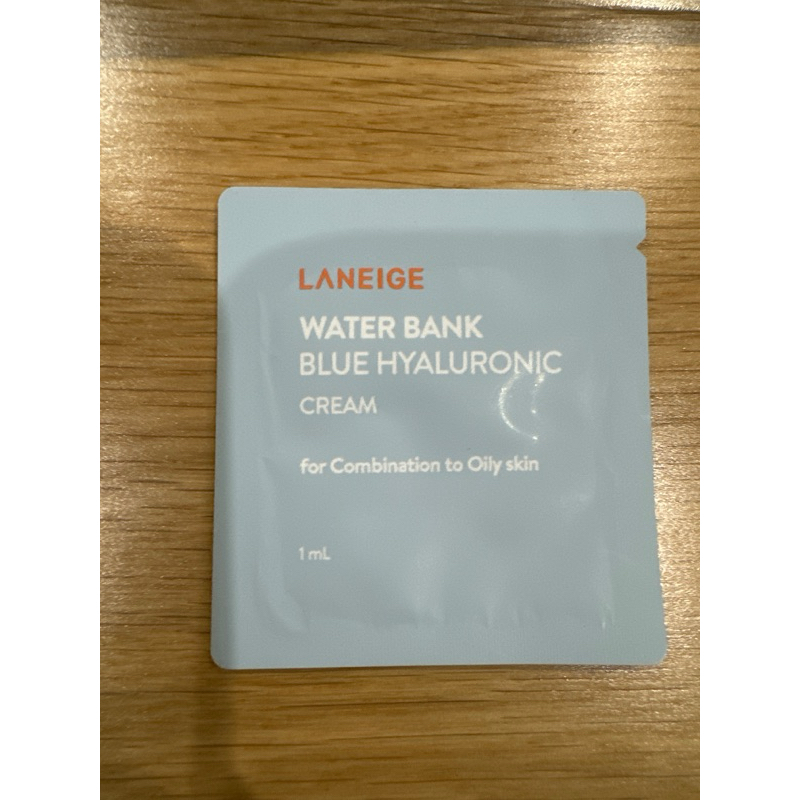 LANEIGE
WATER BANK
BLUE HYALURONIC
CREAM
for Combination to Oily skin
1 mL